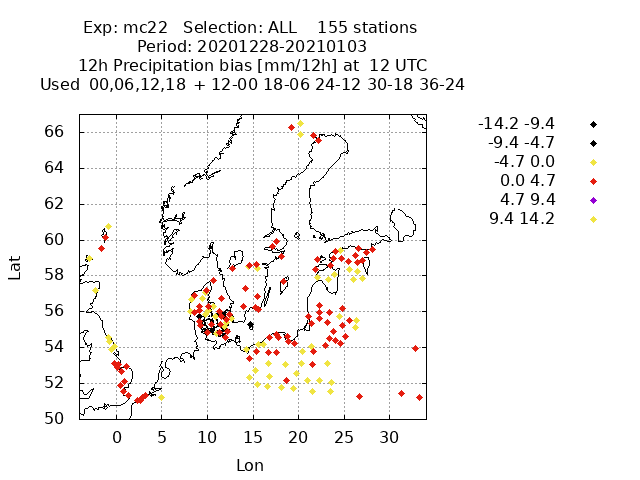 Exp: mc22 Selection: ALL 155 stations
Period: 20201228-20210103
12h Precipitation bias [mm/12h] at 12 UTC
Used 00,06,12,18 + 12-00 18-06 24-12 30-18 36-24
-14.2 -9.4
-9.4 -4.7
-4.7 0.0
0.0 4.7
4.7 9.4
9.4 14.2
Lat
66
64
62
60
58
56
54
52
50
0 5 10 15 20 25 30
Lon